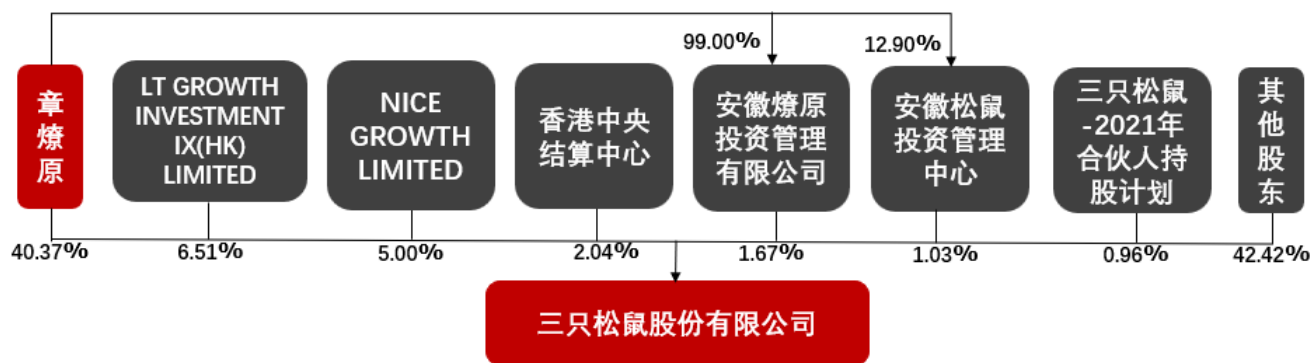 99.00%
12.90%
章
燎
原
LT GROWTH
INVESTMENT
IX(HK)
LIMITED
NICE
GROWTH
LIMITED
香港中央
结算中心
安徽燎原
投资管理
有限公司
安徽松鼠
投资管理
中心
三只松鼠
-2021年
合伙人持
股计划
其
他
股
东
40.37%
6.51%
5.00%
2.04%
1.67%
1.03%
0.96%
42.42%
三只松鼠股份有限公司